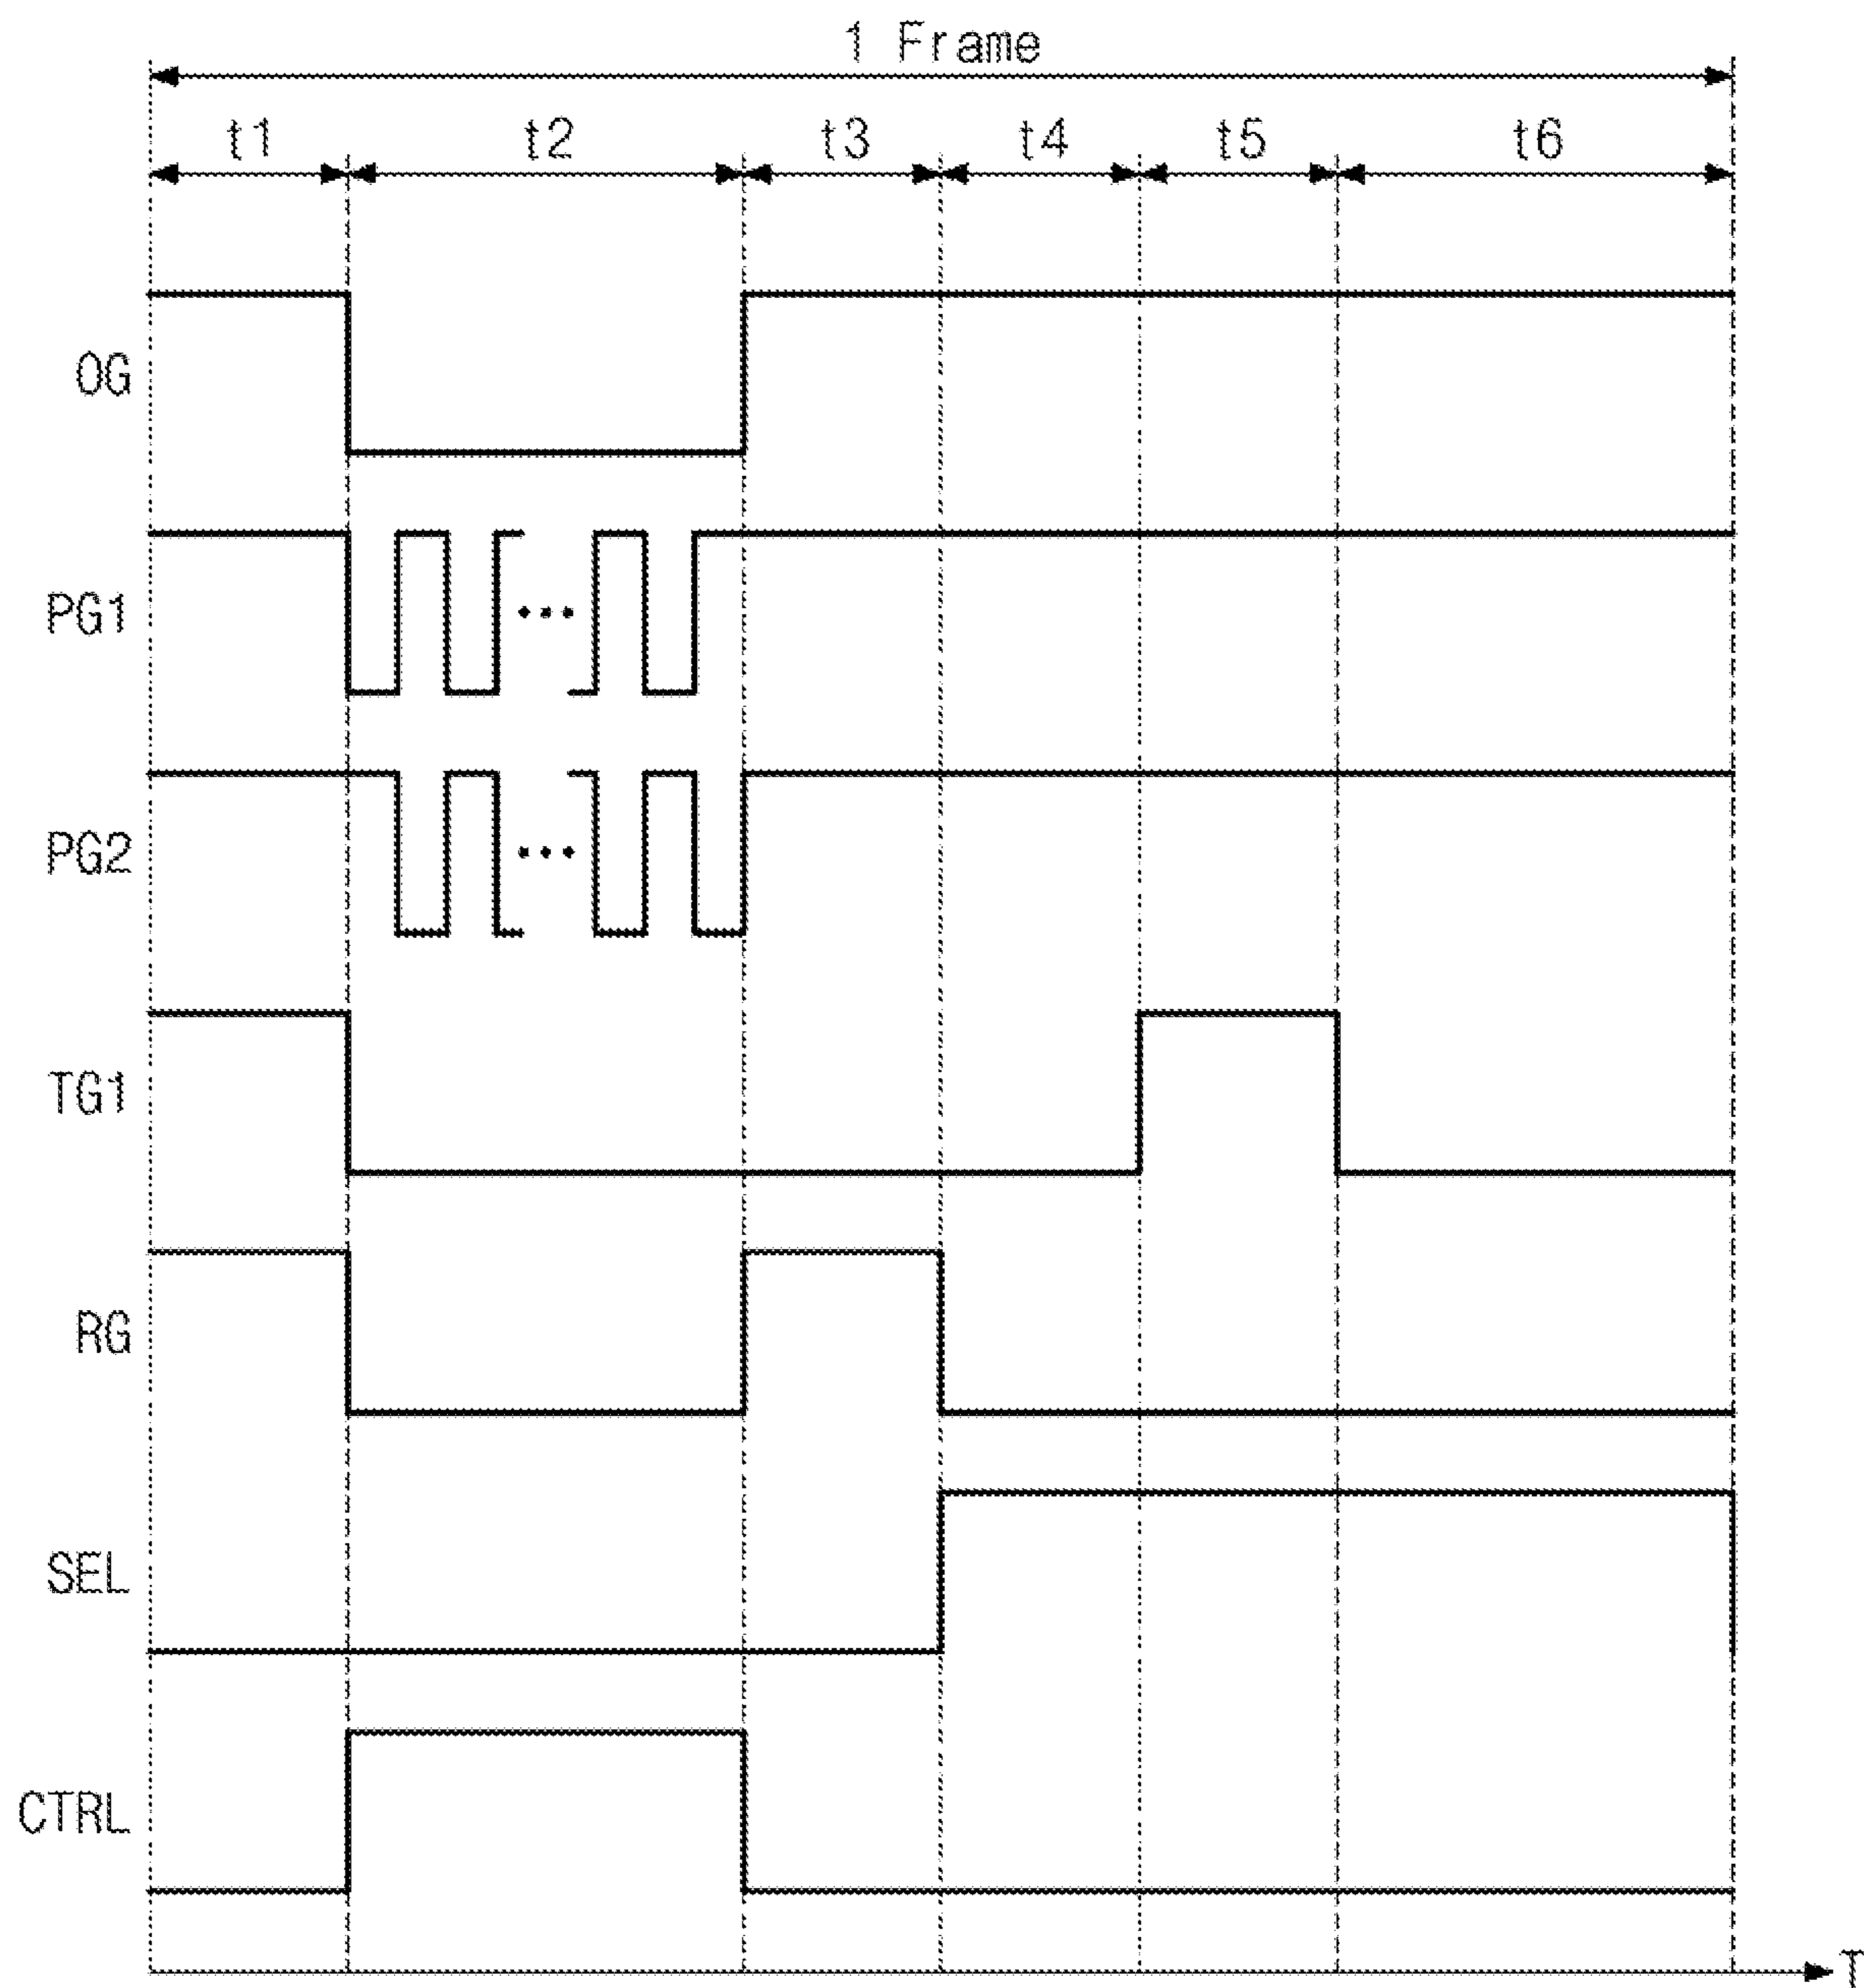 1 Frame
t1 t2 t3 t4 t5 t6
OG
PG1
PG2
TG1
RG
SEL
CTRL
T